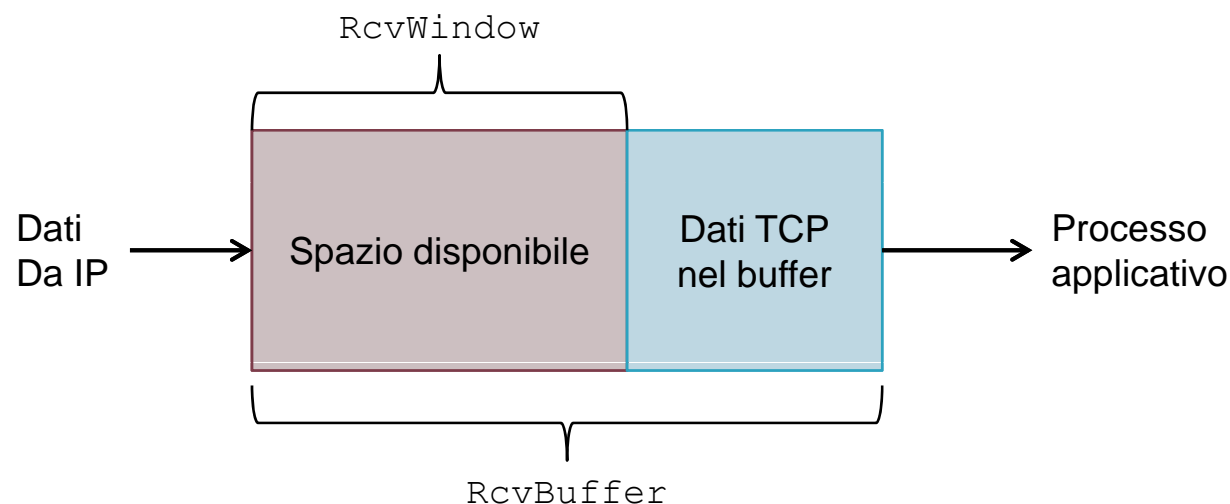 RcvWindow
Dati
Da IP
Spazio disponibile
Dati TCP
nel buffer
Processo
applicativo
RcvBuffer